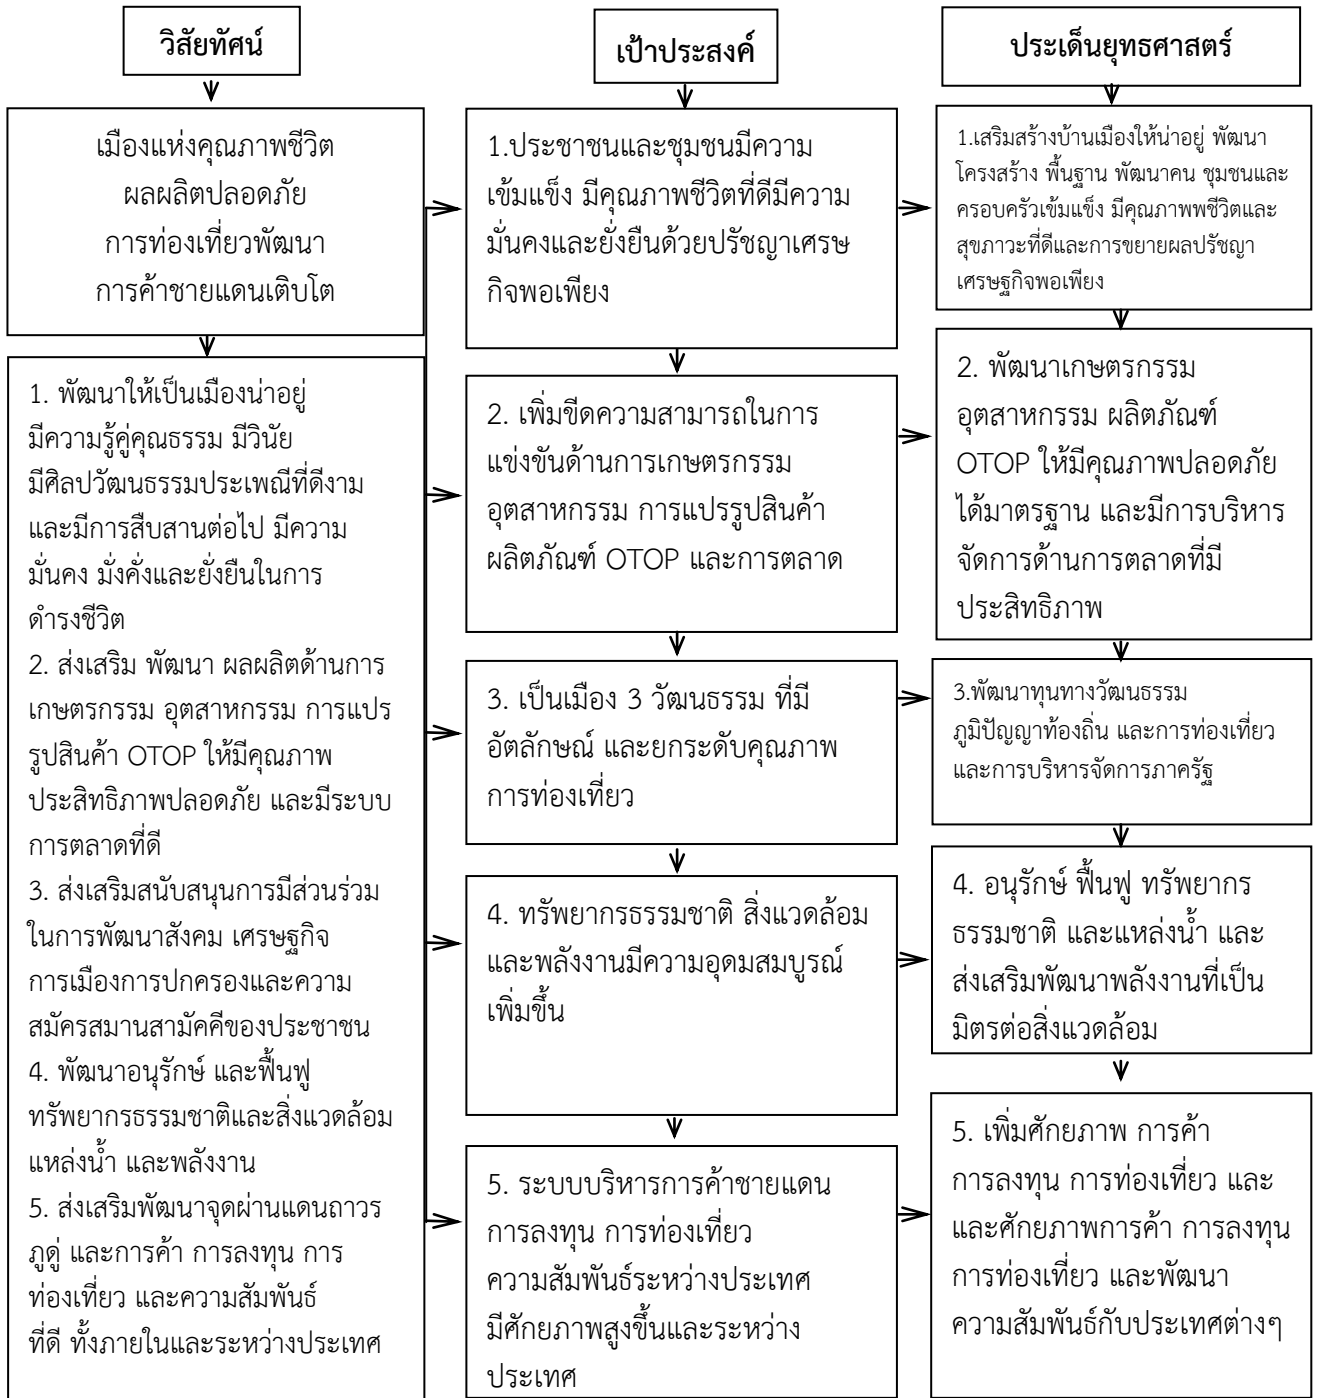 วิสัยทัศน์
เมืองแห่งคุณภาพชีวิต
ผลผลิตปลอดภัย
การท่องเที่ยวพัฒนา
การค้าชายแดนเติบโต
1. พัฒนาให้เป็นเมืองน่าอยู่
มีความรู้คู่คุณธรรม มีวินัย
มีศิลปวัฒนธรรมประเพณีที่ดีงาม
และมีการสืบสานต่อไป มีความ
มั่นคง มั่งคั่งและยั่งยืนในการ
ดำรงชีวิต
2. ส่งเสริม พัฒนา ผลผลิตด้านการ
เกษตรกรรม อุตสาหกรรม การแปร
รูปสินค้า OTOP ให้มีคุณภาพ
ประสิทธิภาพปลอดภัย และมีระบบ
การตลาดที่ดี
3. ส่งเสริมสนับสนุนการมีส่วนร่วม
ในการพัฒนาสังคม เศรษฐกิจ
การเมืองการปกครองและความ
สมัครสมานสามัคคีของประชาชน
4. พัฒนาอนุรักษ์ และฟื้นฟู
ทรัพยากรธรรมชาติและสิ่งแวดล้อม
แหล่งน้ำ และพลังงาน
5. ส่งเสริมพัฒนาจุดผ่านแดนถาวร
ภูดู่ และการค้า การลงทุน การ
ท่องเที่ยว และความสัมพันธ์
ที่ดี ทั้งภายในและระหว่างประเทศ
เป้าประสงค์
1.ประชาชนและชุมชนมีความ
เข้มแข็ง มีคุณภาพชีวิตที่ดีมีความ
มั่นคงและยั่งยืนด้วยปรัชญาเศรษ
กิจพอเพียง
2. เพิ่มขีดความสามารถในการ
แข่งขันด้านการเกษตรกรรม
อุตสาหกรรม การแปรรูปสินค้า
ผลิตภัณฑ์ OTOP และการตลาด
3. เป็นเมือง 3 วัฒนธรรม ที่มี
อัตลักษณ์ และยกระดับคุณภาพ
การท่องเที่ยว
4. ทรัพยากรธรรมชาติ สิ่งแวดล้อม
และพลังงานมีความอุดมสมบูรณ์
เพิ่มขึ้น
5. ระบบบริหารการค้าชายแดน
การลงทุน การท่องเที่ยว
ความสัมพันธ์ระหว่างประเทศ
มีศักยภาพสูงขึ้นและระหว่าง
ประเทศ
ประเด็นยุทธศาสตร์
1.เสริมสร้างบ้านเมืองให้น่าอยู่ พัฒนา
โครงสร้าง พื้นฐาน พัฒนาคน ชุมชนและ
ครอบครัวเข้มแข็ง มีคุณภาพพชีวิตและ
สุขภาวะที่ดีและการขยายผลปรัชญา
เศรษฐกิจพอเพียง
2. พัฒนาเกษตรกรรม
อุตสาหกรรม ผลิตภัณฑ์
OTOP ให้มีคุณภาพปลอดภัย
ได้มาตรฐาน และมีการบริหาร
จัดการด้านการตลาดที่มี
ประสิทธิภาพ
3.พัฒนาทุนทางวัฒนธรรม
ภูมิปัญญาท้องถิ่น และการท่องเที่ยว
และการบริหารจัดการภาครัฐ
4. อนุรักษ์ ฟื้นฟู ทรัพยากร
ธรรมชาติ และแหล่งน้ำ และ
ส่งเสริมพัฒนาพลังงานที่เป็น
มิตรต่อสิ่งแวดล้อม
5. เพิ่มศักยภาพ การค้า
การลงทุน การท่องเที่ยว และ
และศักยภาพการค้า การลงทุน
การท่องเที่ยว และพัฒนา
ความสัมพันธ์กับประเทศต่างๆ